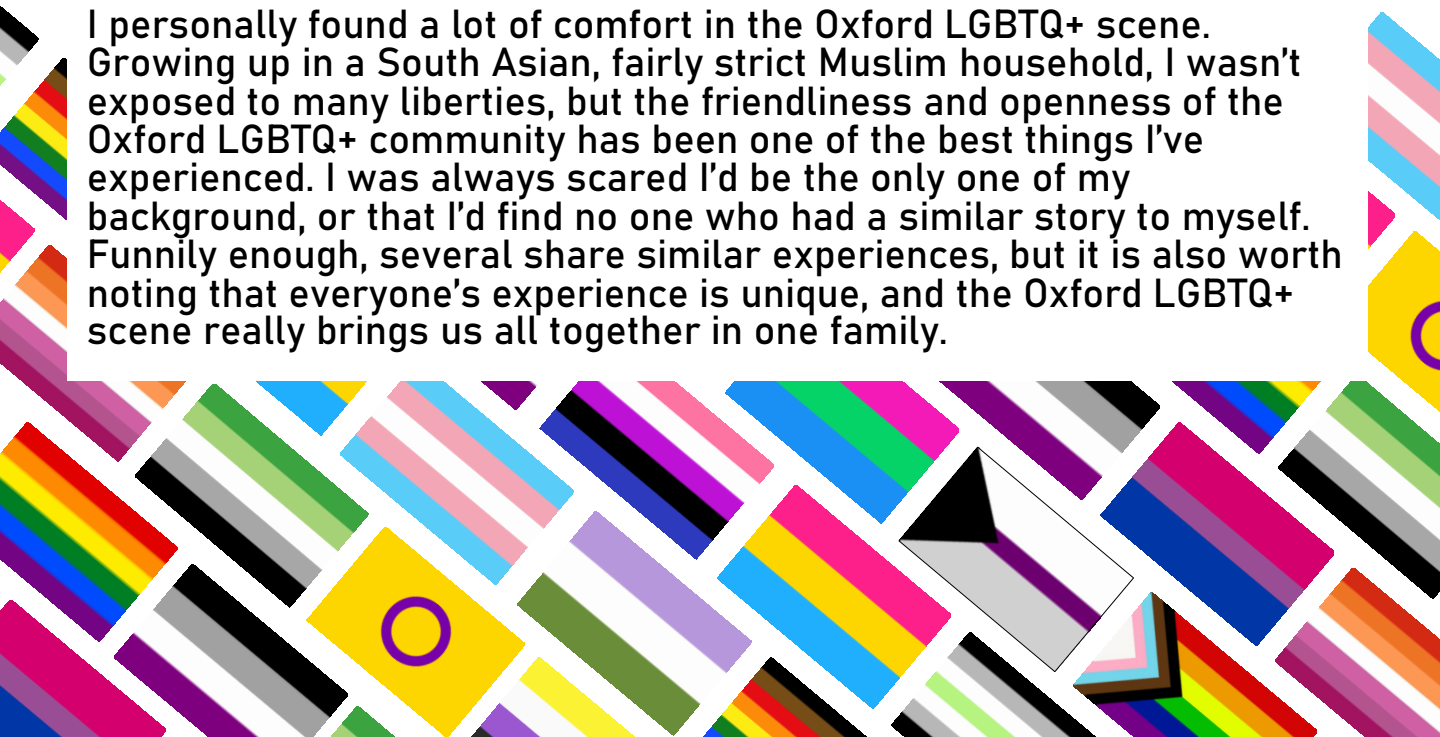 I personally found a lot of comfort in the Oxford LGBTQ+ scene.
Growing up in a South Asian, fairly strict Muslim household, I wasn't
exposed to many liberties, but the friendliness and openness of the
Oxford LGBTQ+ community has been one of the best things I've
experienced. I was always scared I'd be the only one of my
background, or that I'd find no one who had a similar story to myself.
Funnily enough, several share similar experiences, but it is also worth
noting that everyone's experience is unique, and the Oxford LGBTQ+
scene really brings us all together in one family.